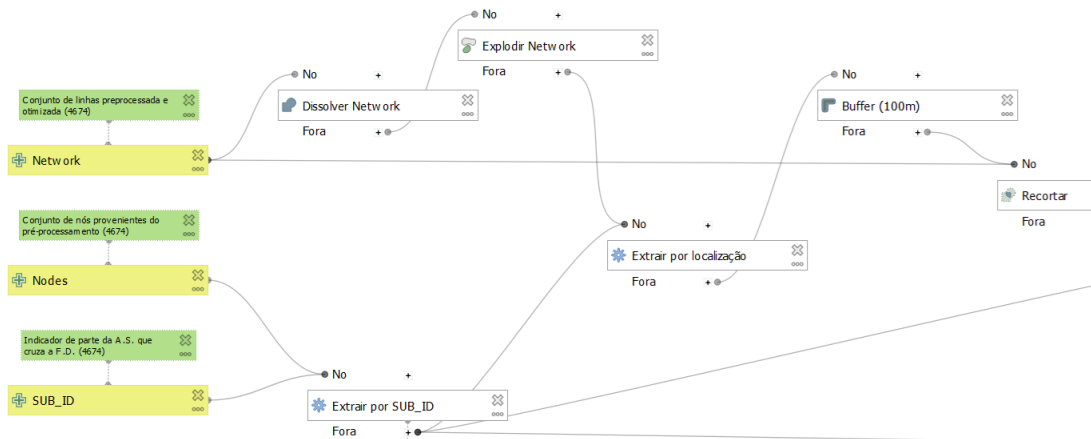 No +
Explodir Network
Fora +
No +
Dissolver Network
Fora +
No +
Buffer (100m)
Fora +
Conjunto de linhas preprocessada e
otimizada (4674)
Network
No
Recortar
Fora
Conjunto de nós provenientes do
pré-processamento (4674)
Nodes
No +
Extrair por localização
Fora +
Indicador de parte da A.S. que
cruza a F.D. (4674)
SUB_ID
No +
Extrair por SUB_ID
Fora +